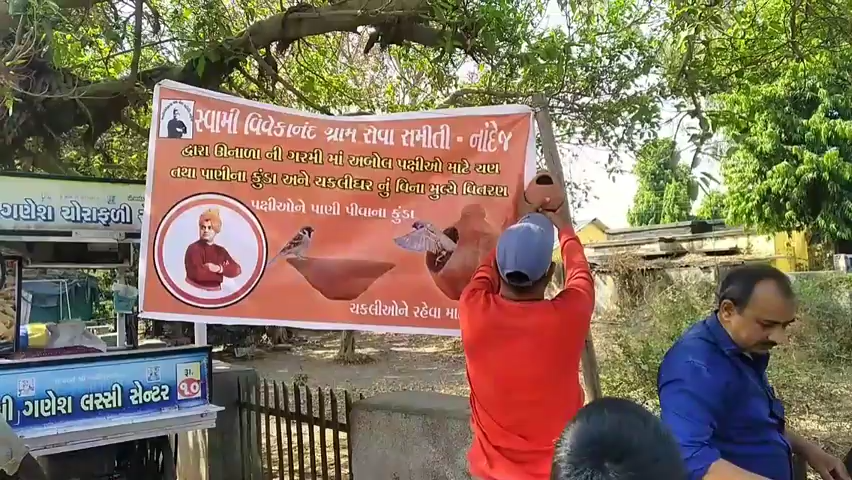 સ્વામી વિવેકાનંદ ગ્રામ સેવા સમીતી - નાંદેજ
દ્વારા ઊનાળા ની ગરમી માં અબોલ પક્ષીઓ માટે ચણ
તથા પાણીના કુંડા અને ચકલીઘર નું વિના મુલ્યે વિતરણ
પક્ષીઓને પાણી પીવાના કુંડા
ચકલીઓને રહેવા મા
ગણેશ ચોરાફળી
ગણેશ લસ્સી સેન્ટર
રૂા.
૧૦